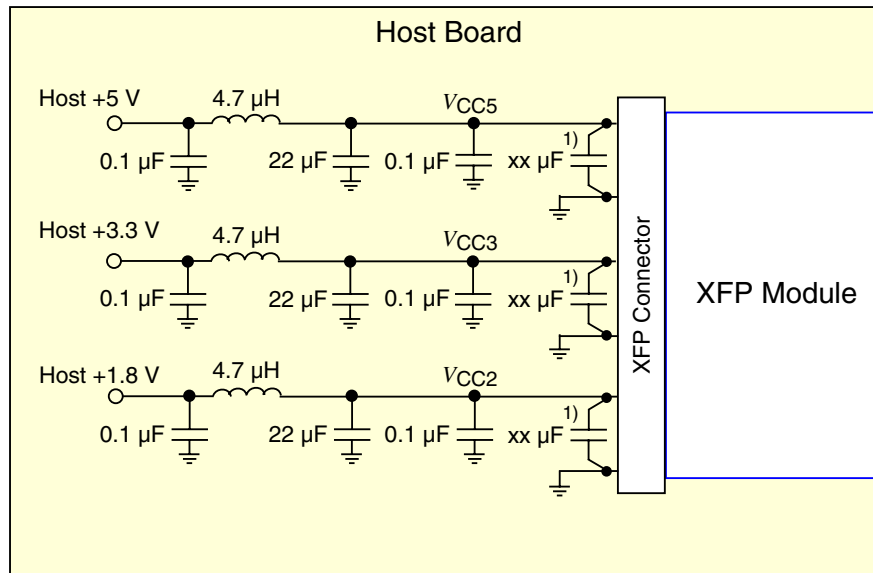 Host Board
Host +5 V
4.7 µH
VCC5
0.1 µF
22 µF
0.1 µF
xx µF
1)
Host +3.3 V
4.7 µH
VCC3
0.1 µF
22 µF
0.1 µF
xx µF
1)
Host +1.8 V
4.7 µH
VCC2
0.1 µF
22 µF
0.1 µF
xx µF
1)
XFP Connector
XFP Module